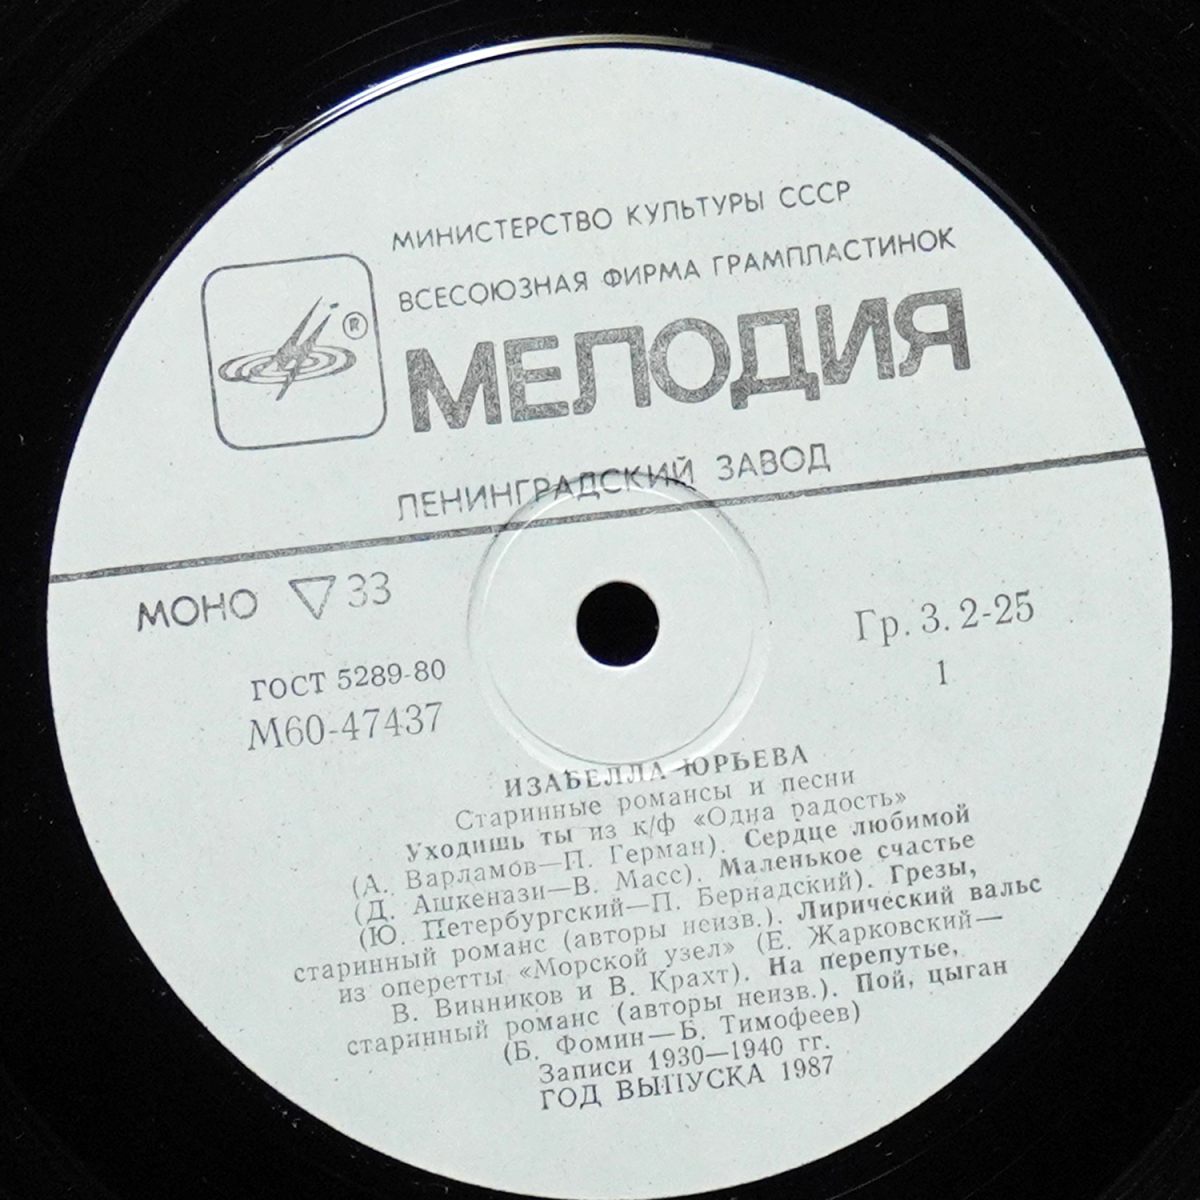 МИНИСТЕРСТВО КУЛЬТУРЫ СССР
ВСЕСОЮЗНАЯ ФИРМА ГРАМПЛАСТИНОК
®
МЕЛОДИЯ
ЛЕНИНГРАДСКИЙ ЗАВОД
МОНО ▽33
Гр. 3. 2-25
ГОСТ 5289-80
1
М60-47437
ИЗАБЕЛЛА ЮРЬЕВА
Старинные романсы и песни
Уходишь ты из к/ф «Одна радость»
(А. Варламов—П. Герман). Сердце любимой
(Д. Ашкенази—В. Масс). Маленькое счастье
(Ю. Петербургский—П. Бернадский). Грезы,
старинный романс (авторы неизв.). Лирический вальс
из оперетты «Морской узел» (Е. Жарковский—
В. Винников и В. Крахт). На перепутье,
старинный романс (авторы неизв.). Пой, цыган
(Б. Фомин—Б. Тимофеев)
Записи 1930—1940 гг.
ГОД ВЫПУСКА 1987